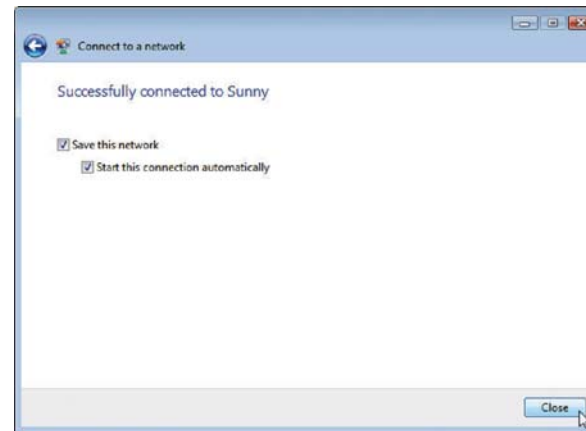 Connect to a network
Successfully connected to Sunny
Save this network
Start this connection automatically
Close